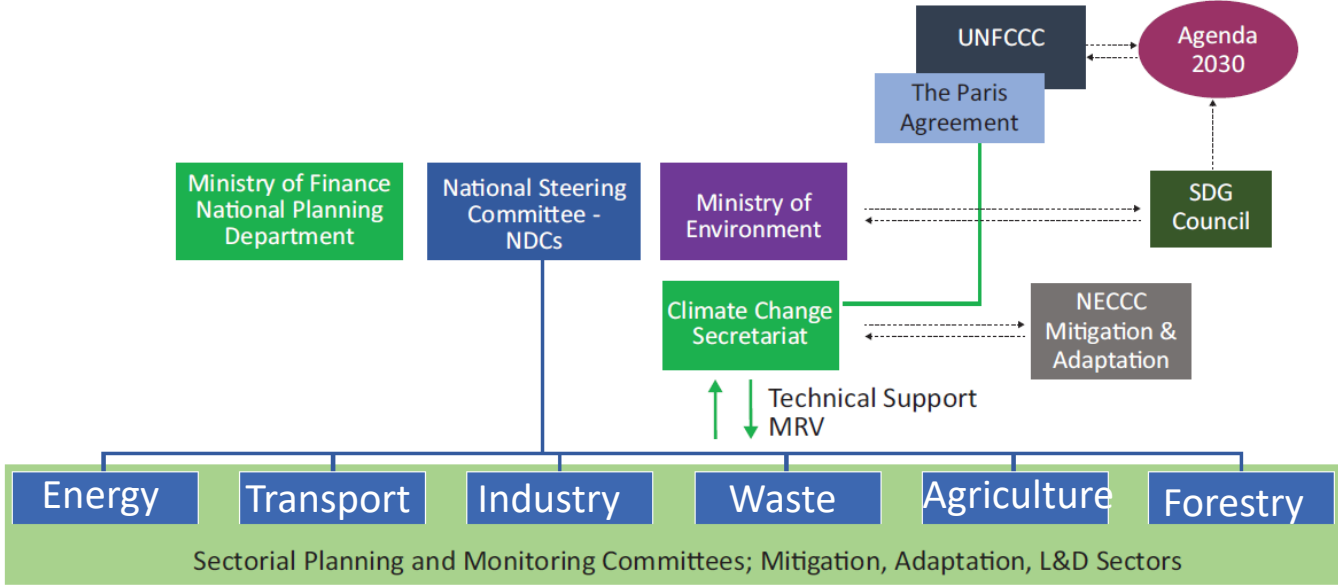 UNFCCC
Agenda
2030
The Paris
Agreement
Ministry of Finance
National Planning
Department
National Steering
Committee -
NDCs
Ministry of
Environment
SDG
Council
Climate Change
Secretariat
NECCC
Mitigation &
Adaptation
Technical Support
MRV
Energy
Transport
Industry
Waste
Agriculture
Forestry
Sectorial Planning and Monitoring Committees; Mitigation, Adaptation, L&D Sectors